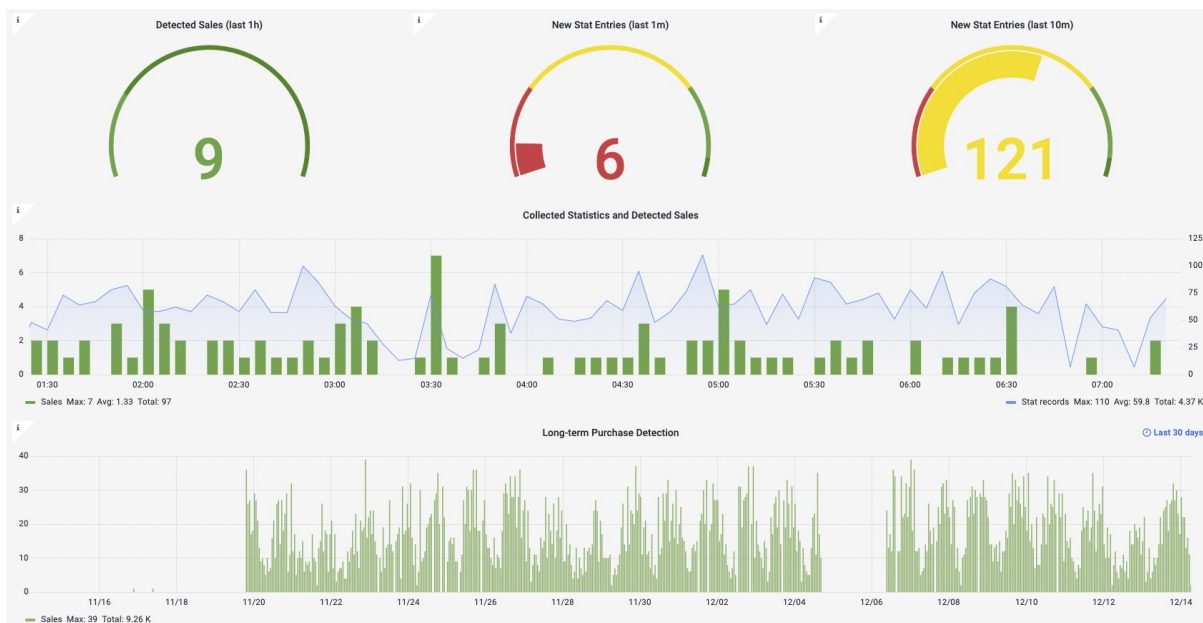 Detected Sales (last 1h)
New Stat Entries (last 1m)
New Stat Entries (last 10m)
9
6
121
Collected Statistics and Detected Sales
8
6
4
2
0
125
100
75
50
25
0
01:30 02:00 02:30 03:00 03:30 04:00 04:30 05:00 05:30 06:00 06:30 07:00
Sales Max: 7 Avg: 1.33 Total: 97
Stat records Max: 110 Avg: 59.8 Total: 4.37 K
Long-term Purchase Detection
Last 30 days
40
30
20
10
0
11/16 11/18 11/20 11/22 11/24 11/26 11/28 11/30 12/02 12/04 12/06 12/08 12/10 12/12 12/14
Sales Max: 39 Total: 9.26 K